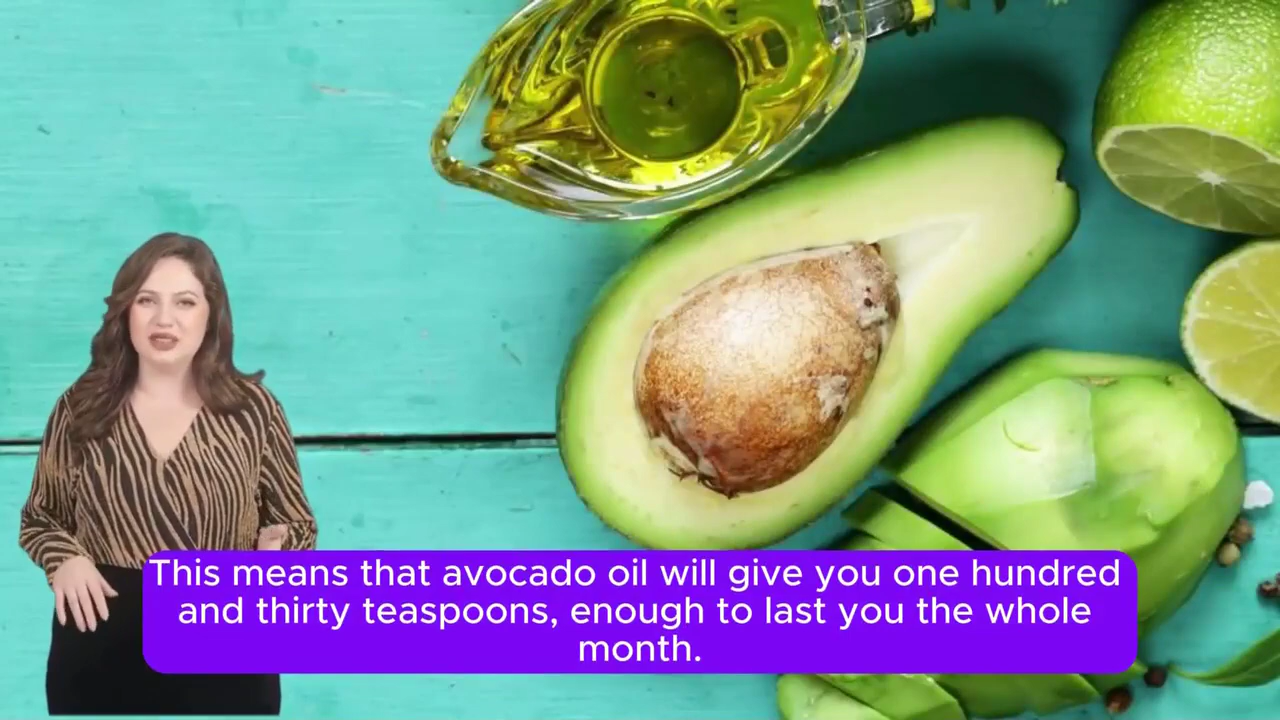 This means that avocado oil will give you one hundred
and thirty teaspoons, enough to last you the whole
month.